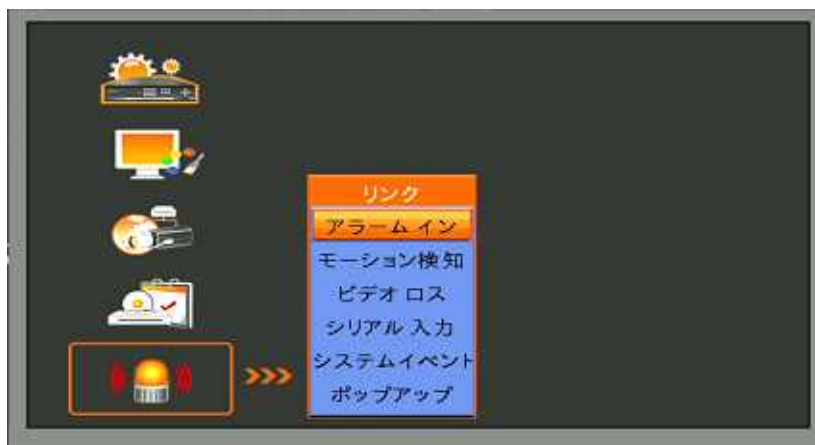 リンク
アラーム イン
モーション検知
ビデオ ロス
シリアル 入力
システムイベント
ポップアップ